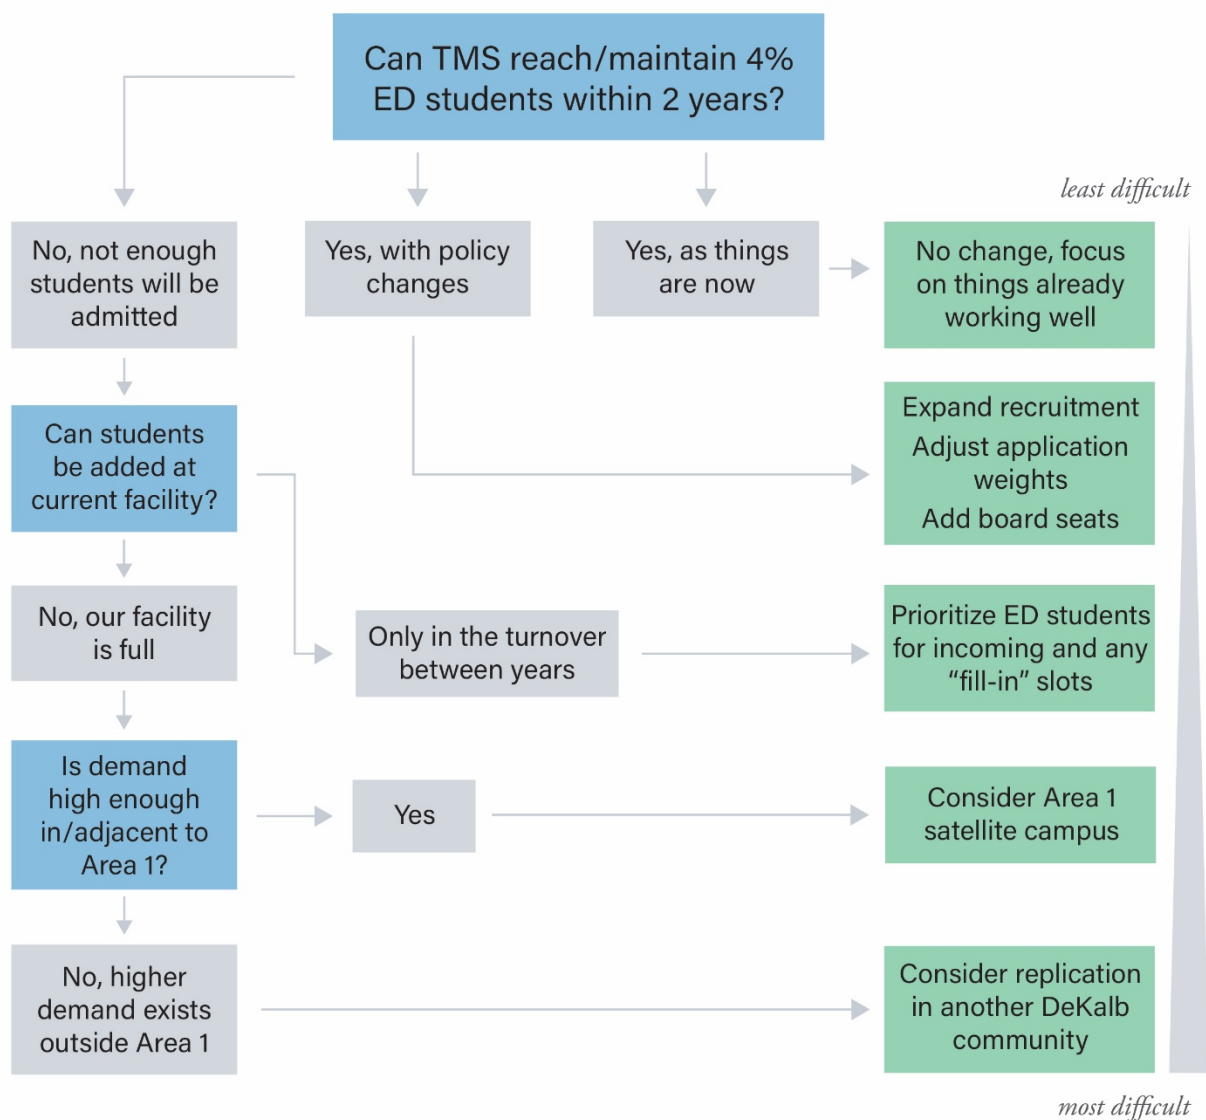 Can TMS reach/maintain 4%
ED students within 2 years?
least difficult
No, not enough
students will be
admitted
Yes, with policy
changes
Yes, as things
are now
No change, focus
on things already
working well
Expand recruitment
Adjust application
weights
Add board seats
Can students
be added at
current facility?
No, our facility
is full
Only in the turnover
between years
Prioritize ED students
for incoming and any
“fill-in” slots
Is demand
high enough
in/adjacent to
Area 1?
Yes
Consider Area 1
satellite campus
No, higher
demand exists
outside Area 1
Consider replication
in another DeKalb
community
most difficult